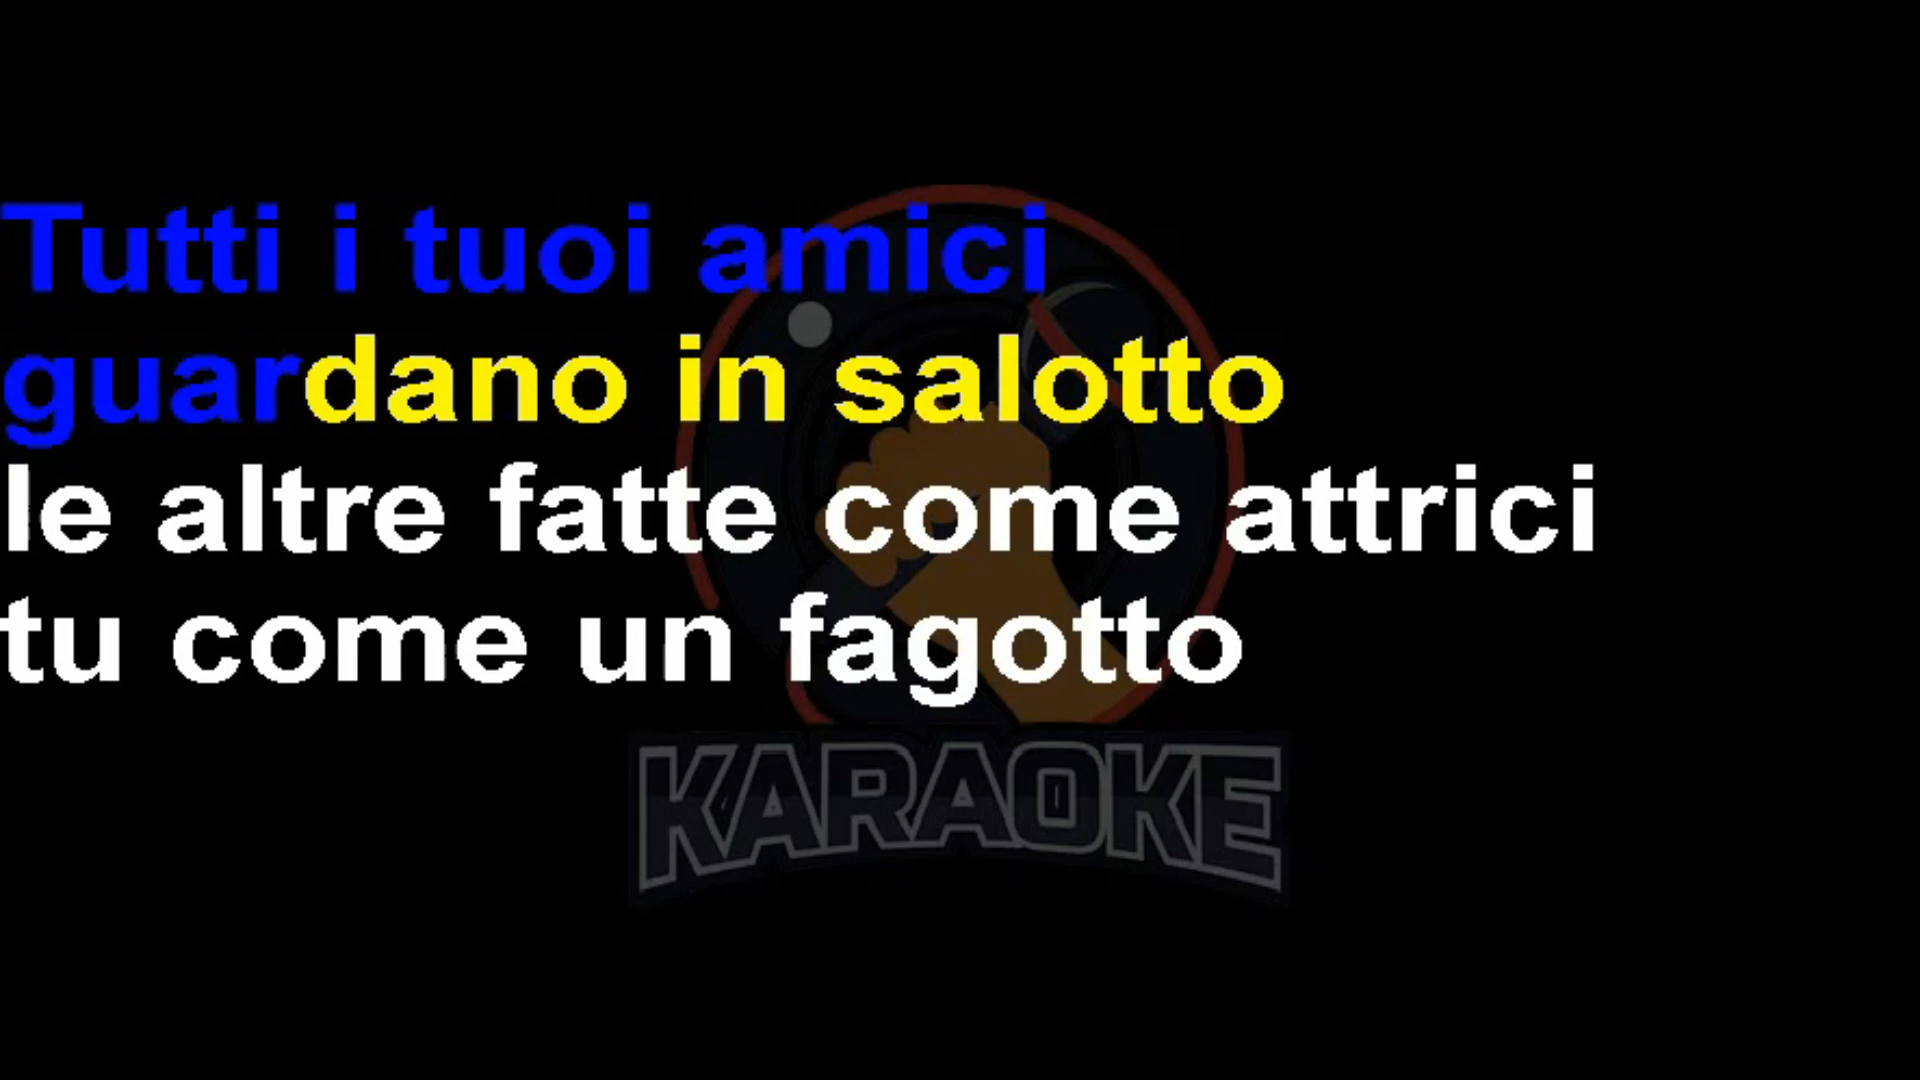 Tutti i tuoi amici
guardano in salotto
le altre fatte come attrici
tu come un fagotto
KARAOKE